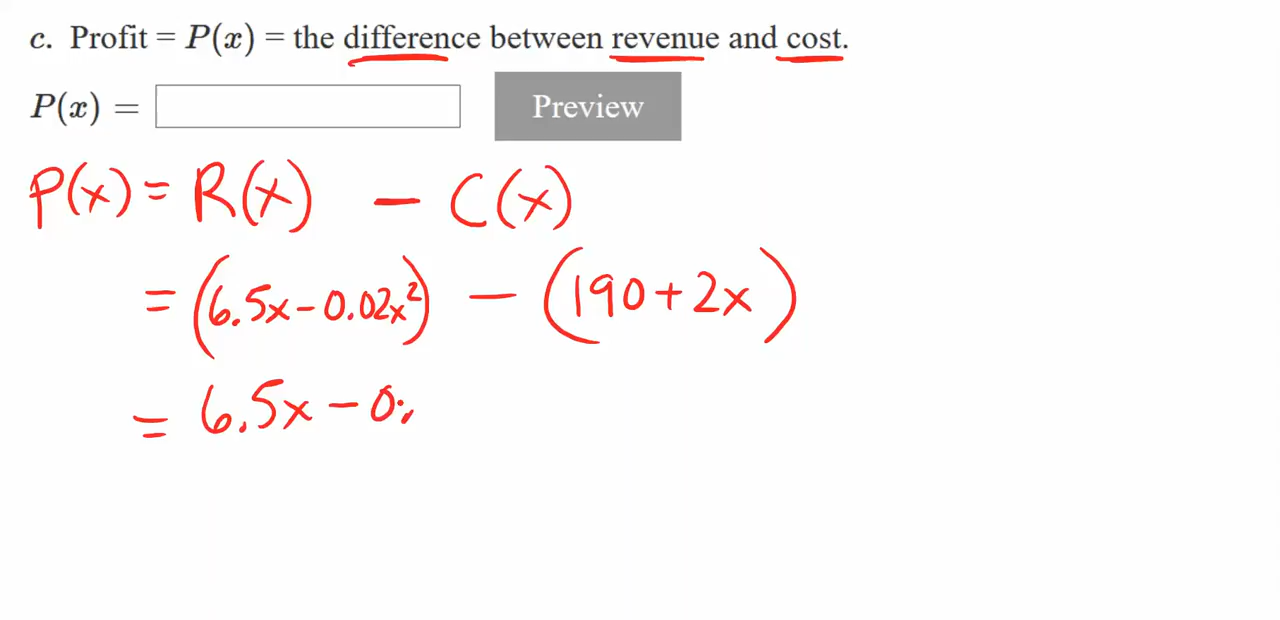 c. Profit = P(x) = the difference between revenue and cost.
P(x) = Preview
P(x) = R(x) - C(x)
= (6.5x - 0.02x²) - (190 + 2x)
= 6.5x - 0.